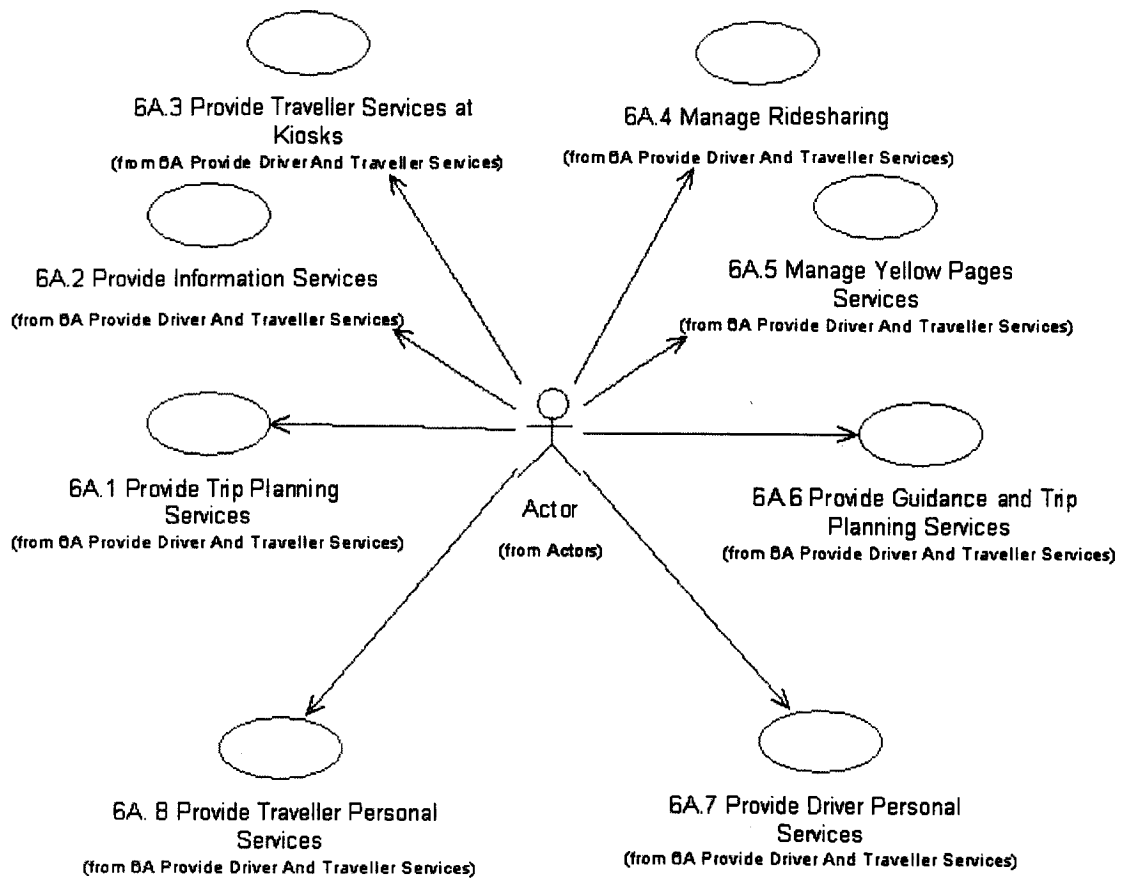 6A.3 Provide Traveller Services at
Kiosks
(from 6A Provide Driver And Traveller Services)
6A.4 Manage Ridesharing
(from 6A Provide Driver And Traveller Services)
6A.2 Provide Information Services
(from 6A Provide Driver And Traveller Services)
6A.5 Manage Yellow Pages
Services
(from 6A Provide Driver And Traveller Services)
6A.1 Provide Trip Planning
Services
(from 6A Provide Driver And Traveller Services)
Actor
(from Actors)
6A.6 Provide Guidance and Trip
Planning Services
(from 6A Provide Driver And Traveller Services)
6A. 8 Provide Traveller Personal
Services
(from 6A Provide Driver And Traveller Services)
6A.7 Provide Driver Personal
Services
(from 6A Provide Driver And Traveller Services)